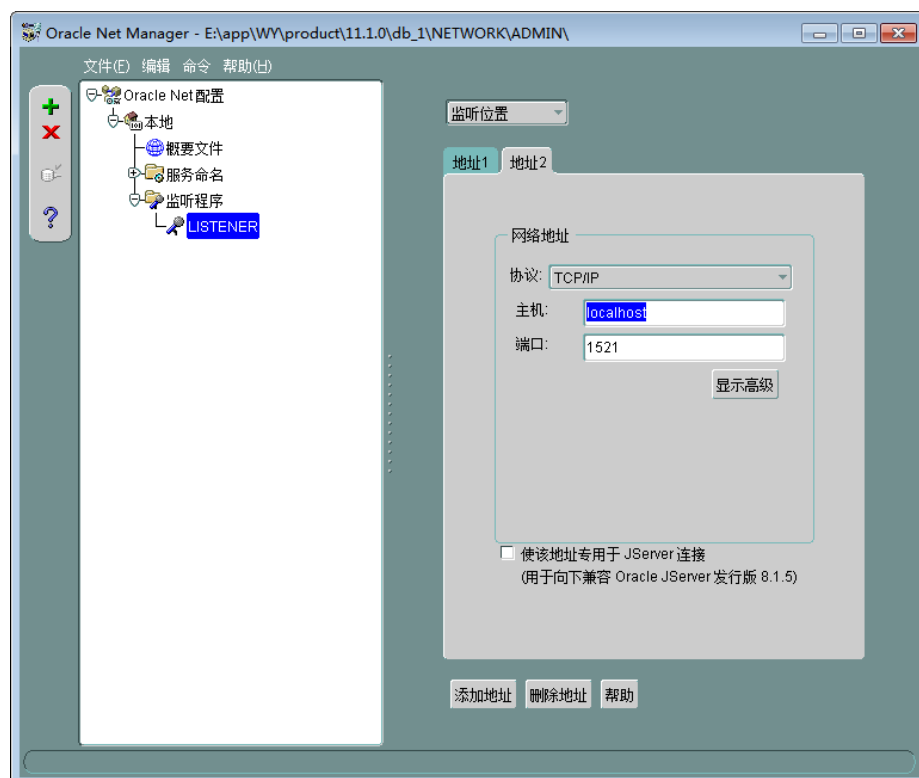 Oracle Net Manager - E:\app\WY\product\11.1.0\db_1\NETWORK\ADMIN\
文件(F) 编辑 命令 帮助(H)
Oracle Net 配置
本地
概要文件
服务命名
监听程序
LISTENER
监听位置
地址1 地址2
网络地址
协议: TCP/IP
主机: localhost
端口: 1521
显示高级
使该地址专用于 JServer 连接
(用于向下兼容 Oracle JServer 发行版 8.1.5)
添加地址 删除地址 帮助